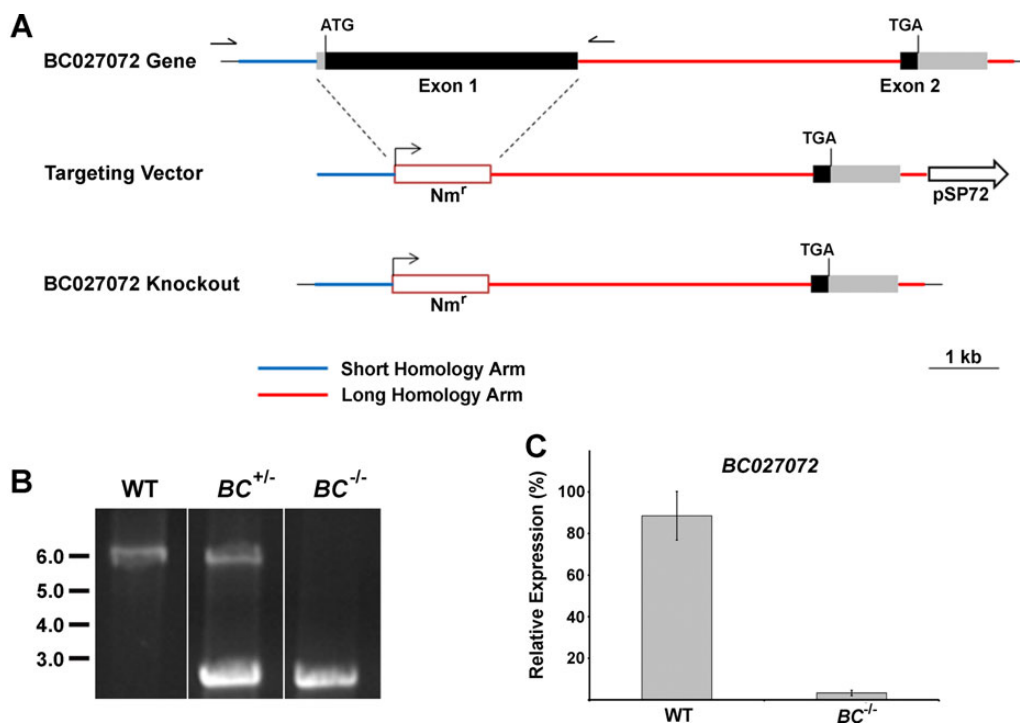 A
ATG
TGA
BC027072 Gene
Exon 1
Exon 2
TGA
Targeting Vector
Nmʳ
pSP72
TGA
BC027072 Knockout
Nmʳ
1 kb
Short Homology Arm
Long Homology Arm
B
WT BC+/- BC-/-
6.0
5.0
4.0
3.0
C
BC027072
Relative Expression (%)
100
80
60
40
20
WT BC-/-